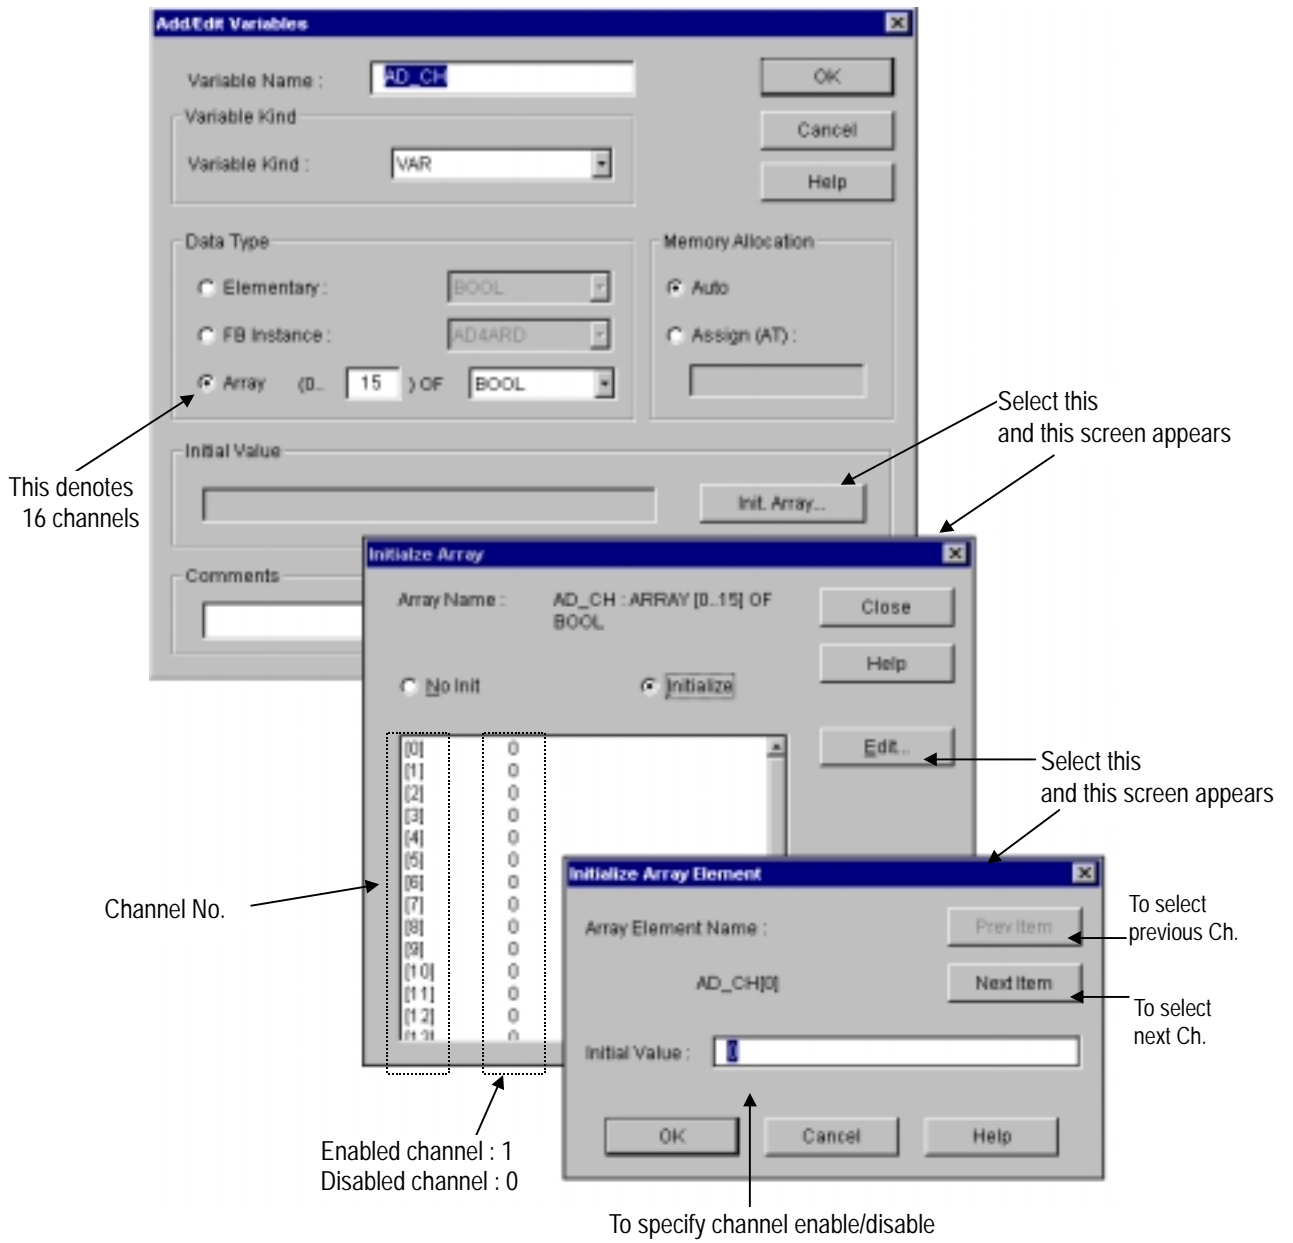 Add/Edit Variables
Variable Name :
AD_CH
OK
Variable Kind
Cancel
Variable Kind :
VAR
Help
Data Type
Memory Allocation
Elementary :
BOOL
Auto
FB Instance :
AD4ARD
Assign (AT) :
Array (0.. 15 ) OF BOOL
Select this
and this screen appears
Initial Value
This denotes
16 channels
Init. Array...
Initialze Array
Comments
Array Name :
AD_CH : ARRAY [0..15] OF
BOOL
Close
Help
No Init
Initialize
Edit...
[0] 0
[1] 0
[2] 0
[3] 0
[4] 0
[5] 0
[6] 0
[7] 0
[8] 0
[9] 0
[10] 0
[11] 0
[12] 0
[13] 0
Select this
and this screen appears
Channel No.
Initialize Array Element
Array Element Name :
Prev Item
To select
previous Ch.
AD_CH[0]
Next Item
To select
next Ch.
Initial Value :
0
OK
Cancel
Help
Enabled channel : 1
Disabled channel : 0
To specify channel enable/disable